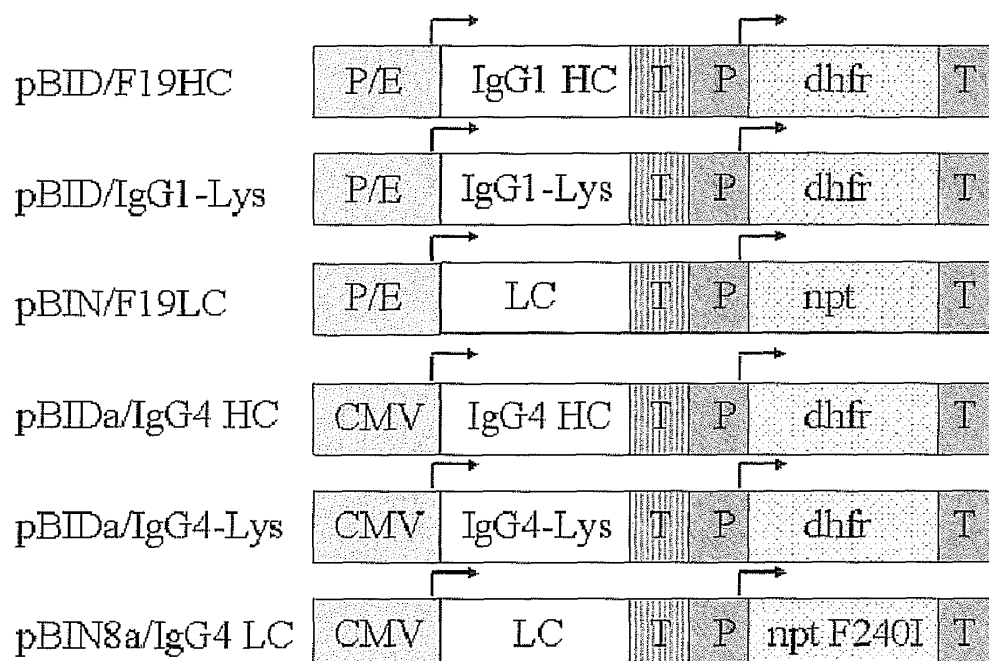 pBID/F19HC P/E IgG1 HC T P dhfr T
pBID/IgG1-Lys P/E IgG1-Lys T P dhfr T
pBIN/F19LC P/E LC T P npt T
pBIDa/IgG4 HC CMV IgG4 HC T P dhfr T
pBIDa/IgG4-Lys CMV IgG4-Lys T P dhfr T
pBIN8a/IgG4 LC CMV LC T P npt F240I T